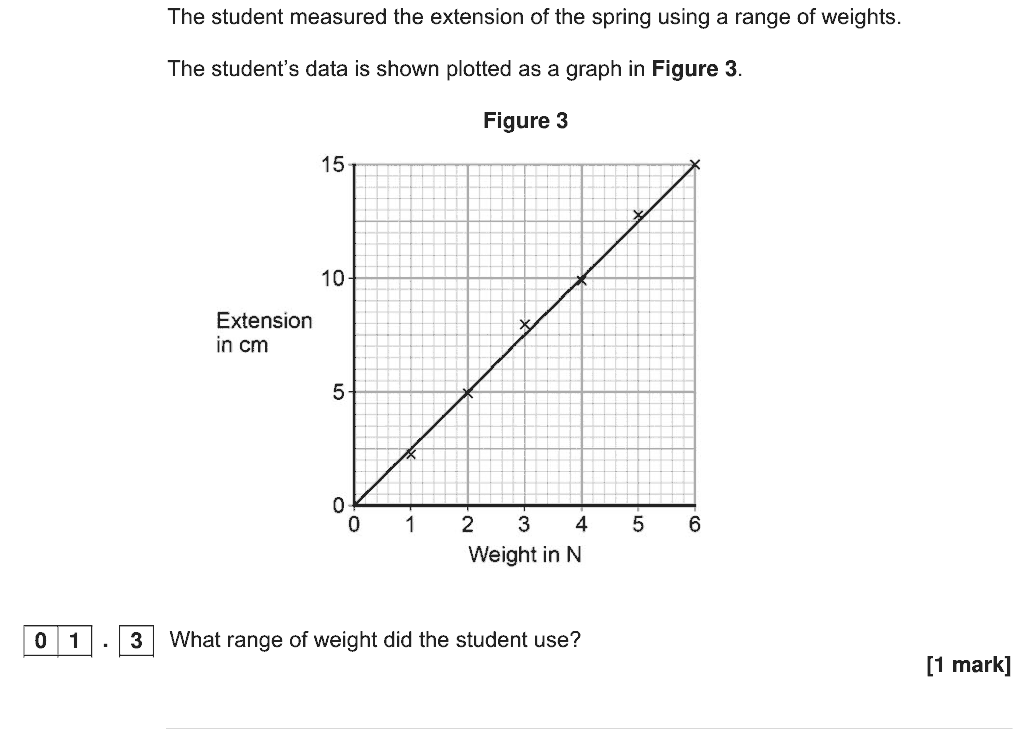 The student measured the extension of the spring using a range of weights.
The student's data is shown plotted as a graph in Figure 3.
Figure 3
15
10
Extension
in cm
5
0
0 1 2 3 4 5 6
Weight in N
0 1 . 3 What range of weight did the student use?
[1 mark]